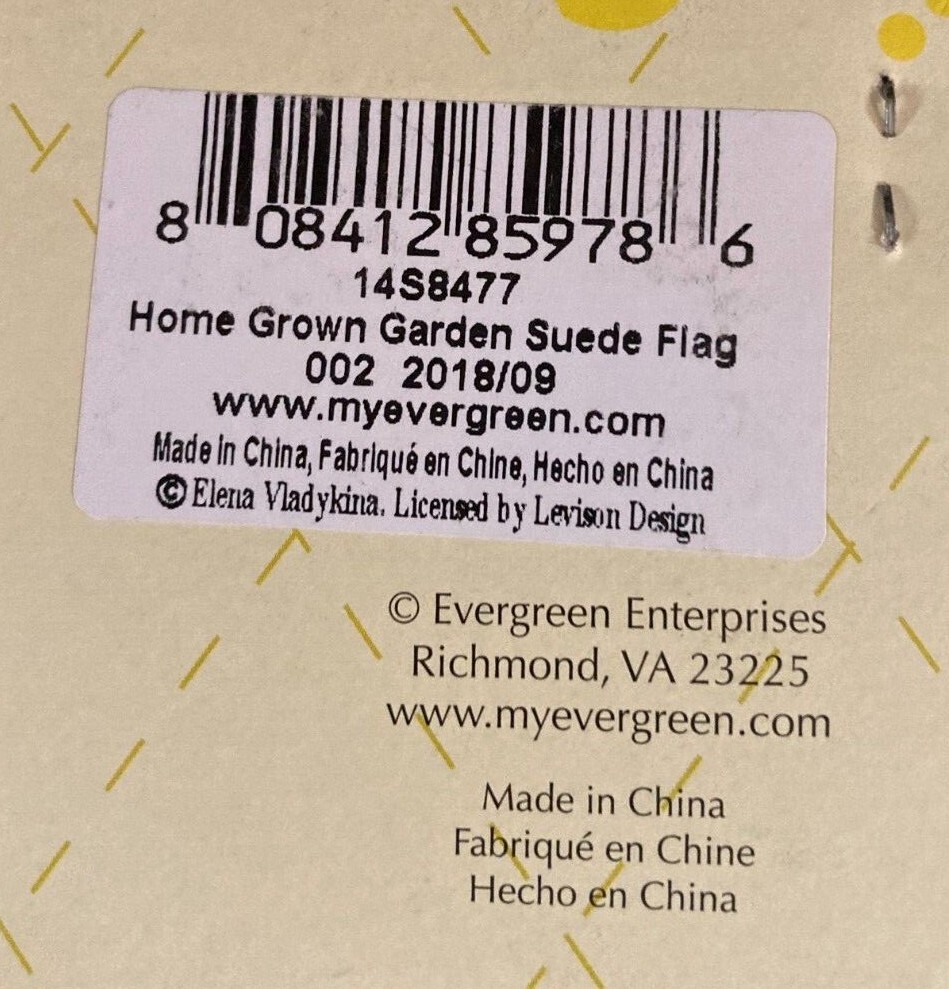 8 08412 85978 6
14S8477
Home Grown Garden Suede Flag
002 2018/09
www.myevergreen.com
Made in China, Fabriqué en Chine, Hecho en China
© Elena Vladykina. Licensed by Levison Design
© Evergreen Enterprises
Richmond, VA 23225
www.myevergreen.com
Made in China
Fabriqué en Chine
Hecho en China